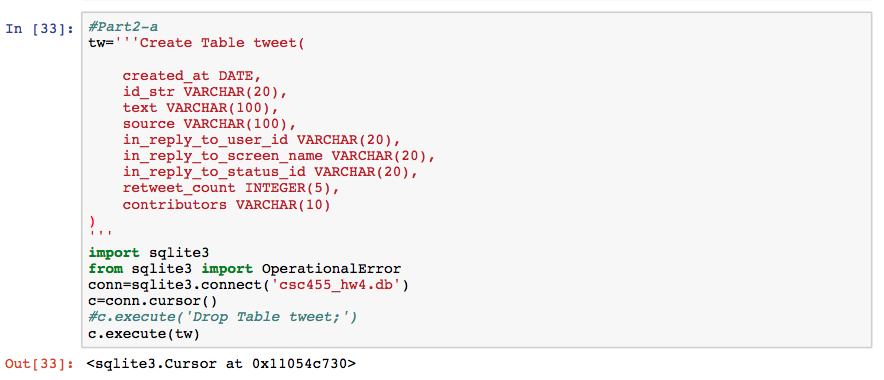 In [33]: #Part2-a
tw='''Create Table tweet(
created_at DATE,
id_str VARCHAR(20),
text VARCHAR(100),
source VARCHAR(100),
in_reply_to_user_id VARCHAR(20),
in_reply_to_screen_name VARCHAR(20),
in_reply_to_status_id VARCHAR(20),
retweet_count INTEGER(5),
contributors VARCHAR(10)
)
'''
import sqlite3
from sqlite3 import OperationalError
conn=sqlite3.connect('csc455_hw4.db')
c=conn.cursor()
#c.execute('Drop Table tweet;')
c.execute(tw)
Out[33]: <sqlite3.Cursor at 0x11054c730>